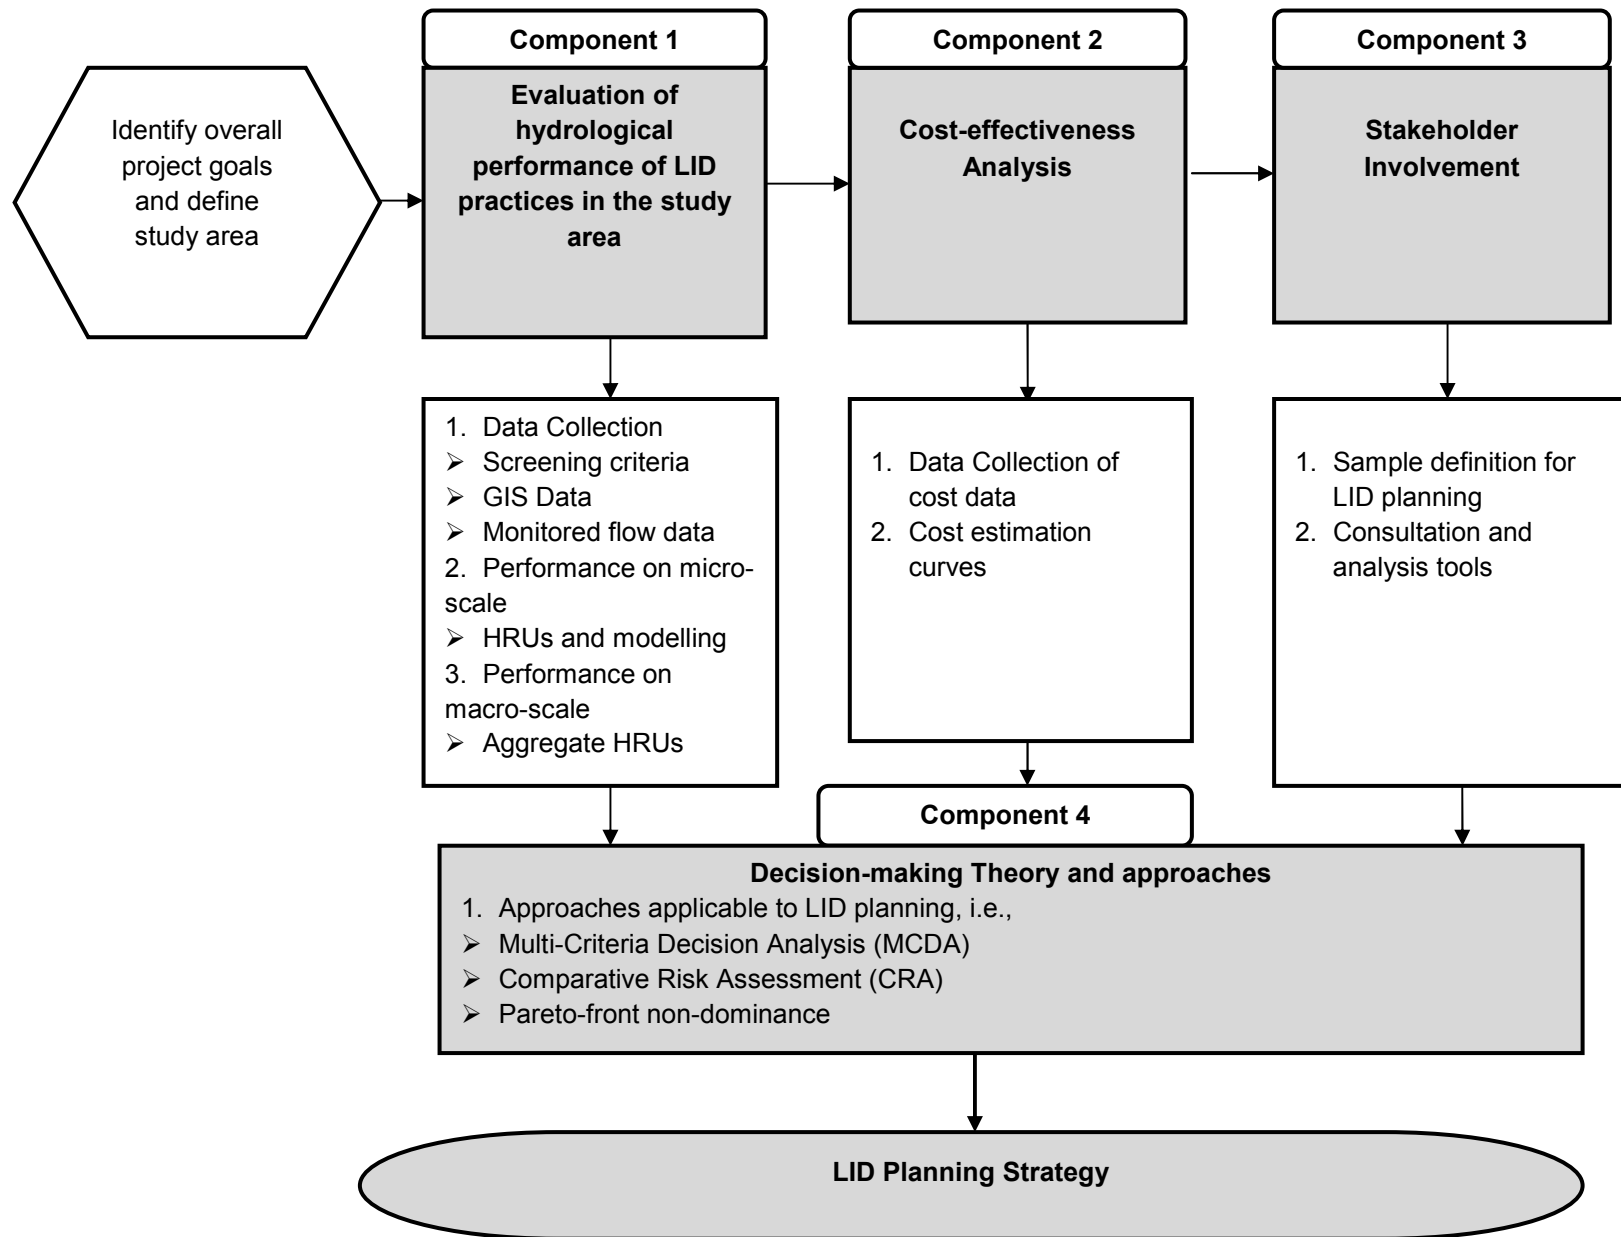 Identify overall
project goals
and define
study area
Component 1
Evaluation of
hydrological
performance of LID
practices in the study
area
Component 2
Cost-effectiveness
Analysis
Component 3
Stakeholder
Involvement
1. Data Collection
➢ Screening criteria
➢ GIS Data
➢ Monitored flow data
2. Performance on micro-
scale
➢ HRUs and modelling
3. Performance on
macro-scale
➢ Aggregate HRUs
1. Data Collection of
cost data
2. Cost estimation
curves
1. Sample definition for
LID planning
2. Consultation and
analysis tools
Component 4
Decision-making Theory and approaches
1. Approaches applicable to LID planning, i.e.,
➢ Multi-Criteria Decision Analysis (MCDA)
➢ Comparative Risk Assessment (CRA)
➢ Pareto-front non-dominance
LID Planning Strategy